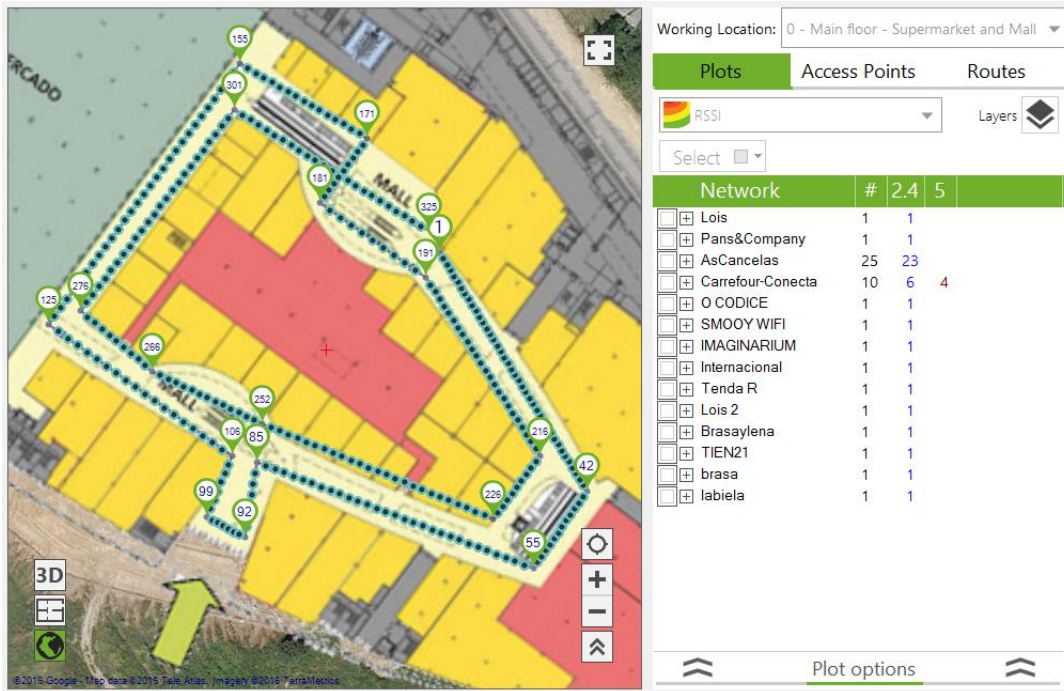 155
301
171
ERCADO
MALL
181
325
1
191
276
125
266
MALL
252
106
85
216
42
99
92
226
55
3D
©2016 Google - Map data ©2016 Tele Atlas, Imagery ©2016 TerraMetrics
Working Location: 0 - Main floor - Supermarket and Mall
Plots Access Points Routes
RSSI Layers
Select
Network # 2.4 5
Lois 1 1
Pans&Company 1 1
AsCancelas 25 23
Carrefour-Conecta 10 6 4
O CODICE 1 1
SMOOY WIFI 1 1
IMAGINARIUM 1 1
Internacional 1 1
Tenda R 1 1
Lois 2 1 1
Brasaylena 1 1
TIEN21 1 1
brasa 1 1
labiela 1 1
Plot options